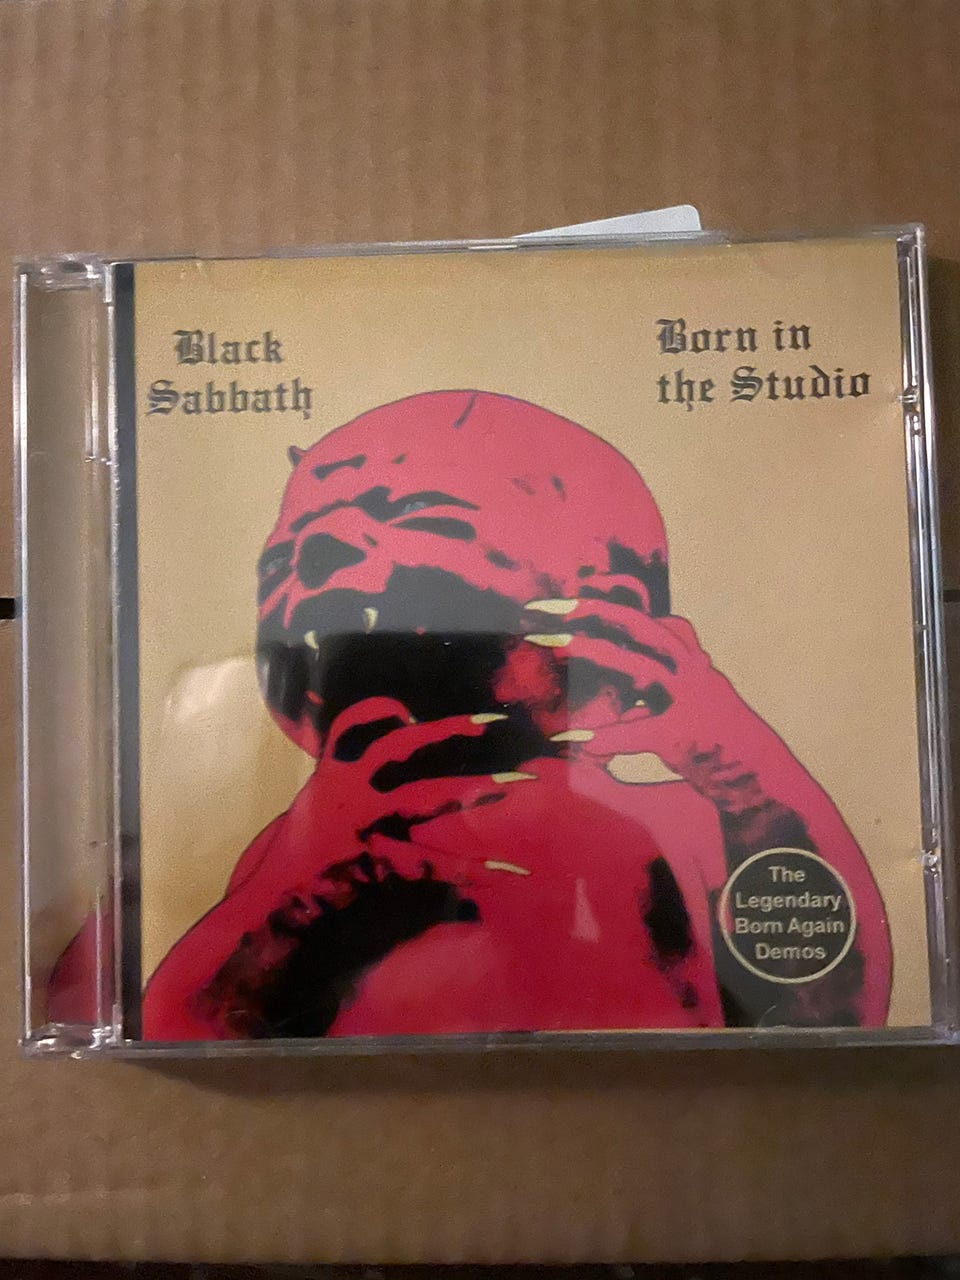 Black
Sabbath
Born in
the Studio
The
Legendary
Born Again
Demos